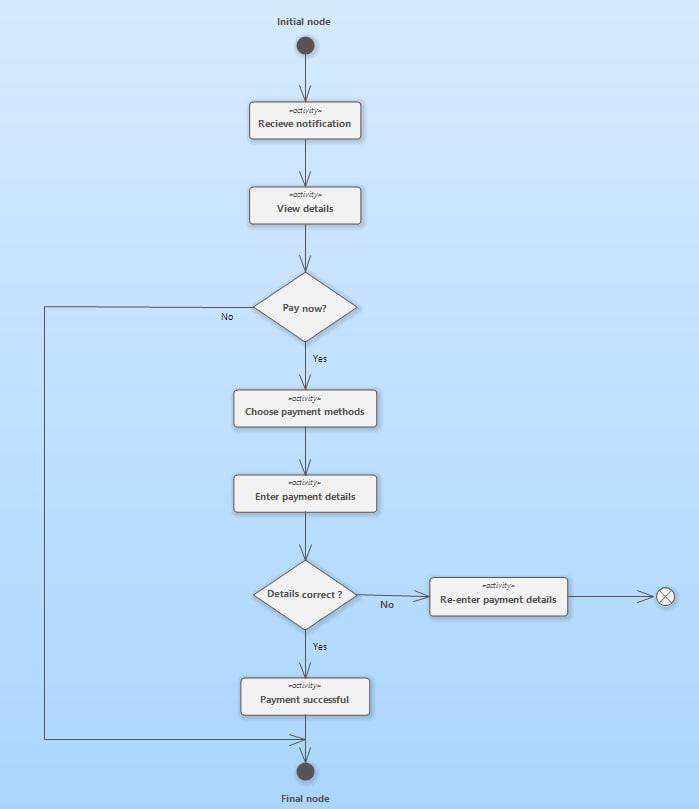 Initial node
«activity»
Recieve notification
«activity»
View details
Pay now?
No
Yes
«activity»
Choose payment methods
«activity»
Enter payment details
Details correct ?
No
«activity»
Re-enter payment details
Yes
«activity»
Payment successful
Final node